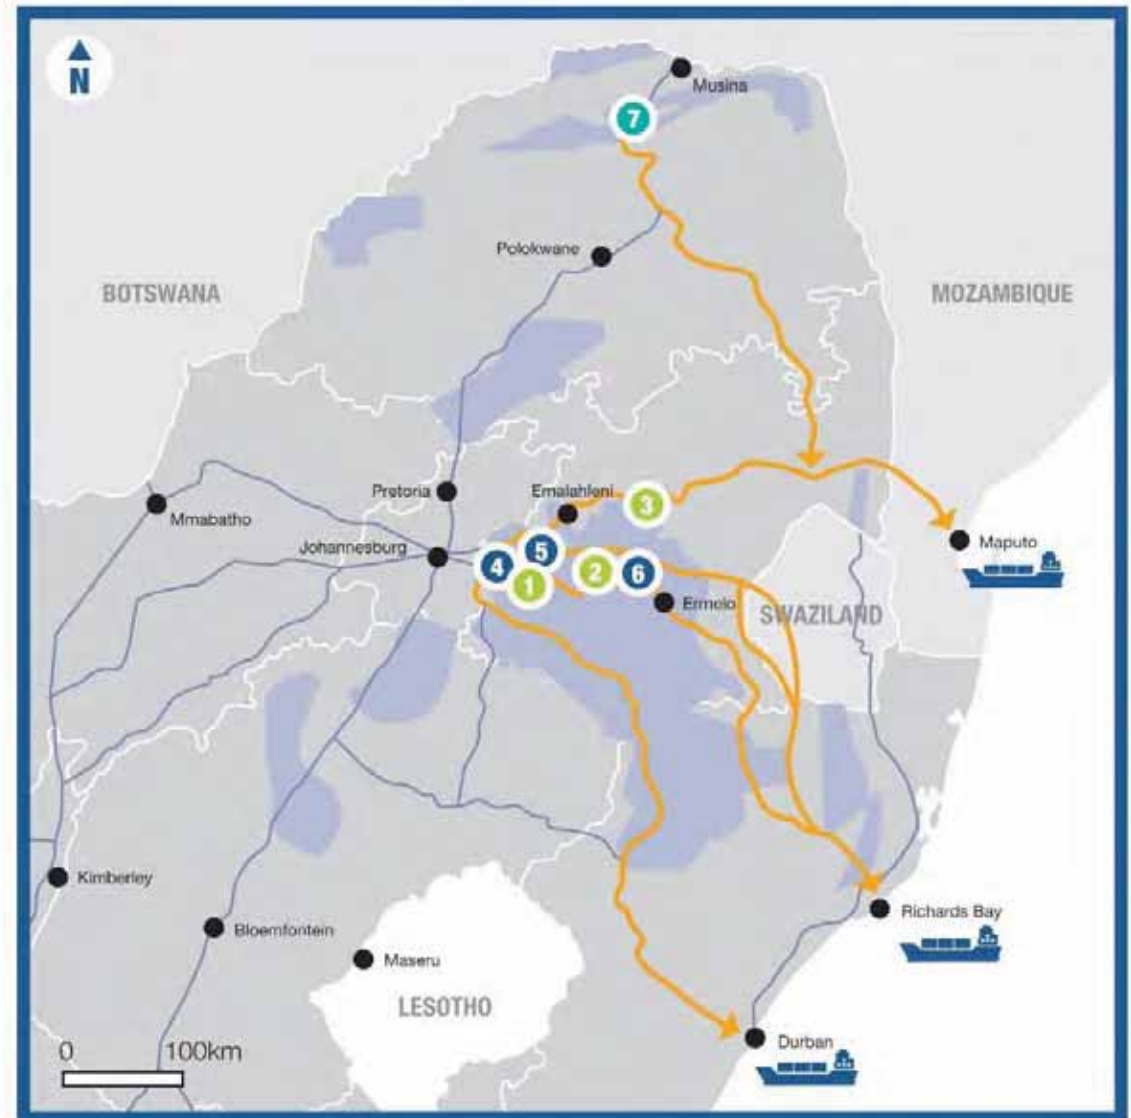 N
Musina
7
Polokwane
BOTSWANA
MOZAMBIQUE
Pretoria
Emalahleni
3
Mmabatho
Johannesburg
5
4
2
6
1
Maputo
Ermelo
SWAZILAND
Kimberley
Richards Bay
Bloemfontein
Maseru
LESOTHO
Durban
0 100km